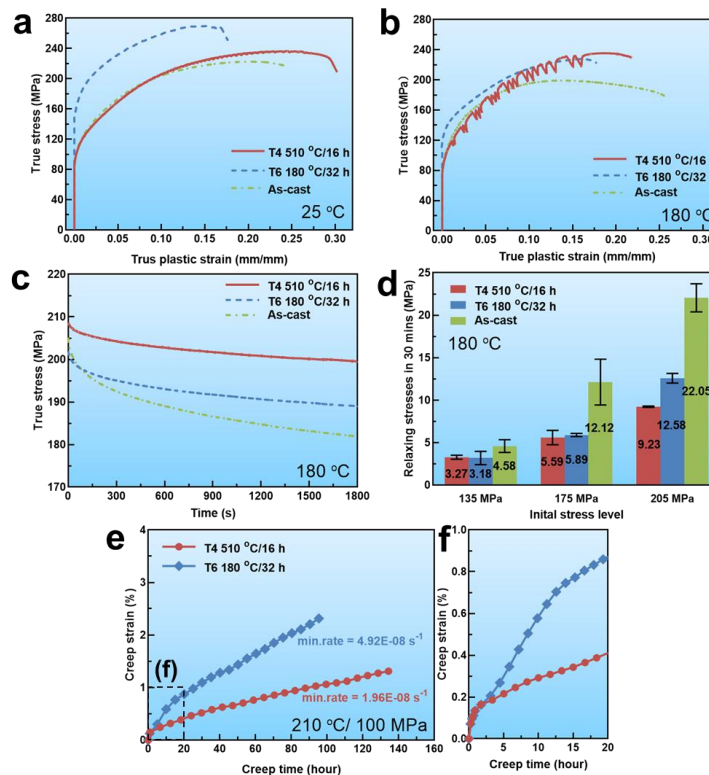 a
True stress (MPa)
280
240
200
160
120
80
40
0
T4 510 °C/16 h
T6 180 °C/32 h
As-cast
25 °C
0.00 0.05 0.10 0.15 0.20 0.25 0.30
Trus plastic strain (mm/mm)
b
True stress (MPa)
280
240
200
160
120
80
40
0
T4 510 °C/16
T6 180 °C/32 h
As-cast
180 °C
0.00 0.05 0.10 0.15 0.20 0.25
True plastic strain (mm/mm)
c
True stress (MPa)
210
200
190
180
170
T4 510 °C/16 h
T6 180 °C/32 h
As-cast
180 °C
0 300 600 900 1200 1500 1800
Time (s)
d
Relaxing stresses in 30 mins (MPa)
25
20
15
10
5
0
T4 510 °C/16 h
T6 180 °C/32 h
As-cast
180 °C
3.27 3.18 4.58
5.59 5.89 12.12
9.23 12.58 22.05
135 MPa 175 MPa 205 MPa
Inital stress level
e
Creep strain (%)
4
3
2
1
0
T4 510 °C/16 h
T6 180 °C/32 h
(f)
min.rate = 4.92E-08 s⁻¹
min.rate = 1.96E-08 s⁻¹
210 °C/ 100 MPa
0 20 40 60 80 100 120 140 160
Creep time (hour)
f
Creep strain (%)
1.0
0.8
0.6
0.4
0.2
0.0
0 5 10 15 20
Creep time (hour)